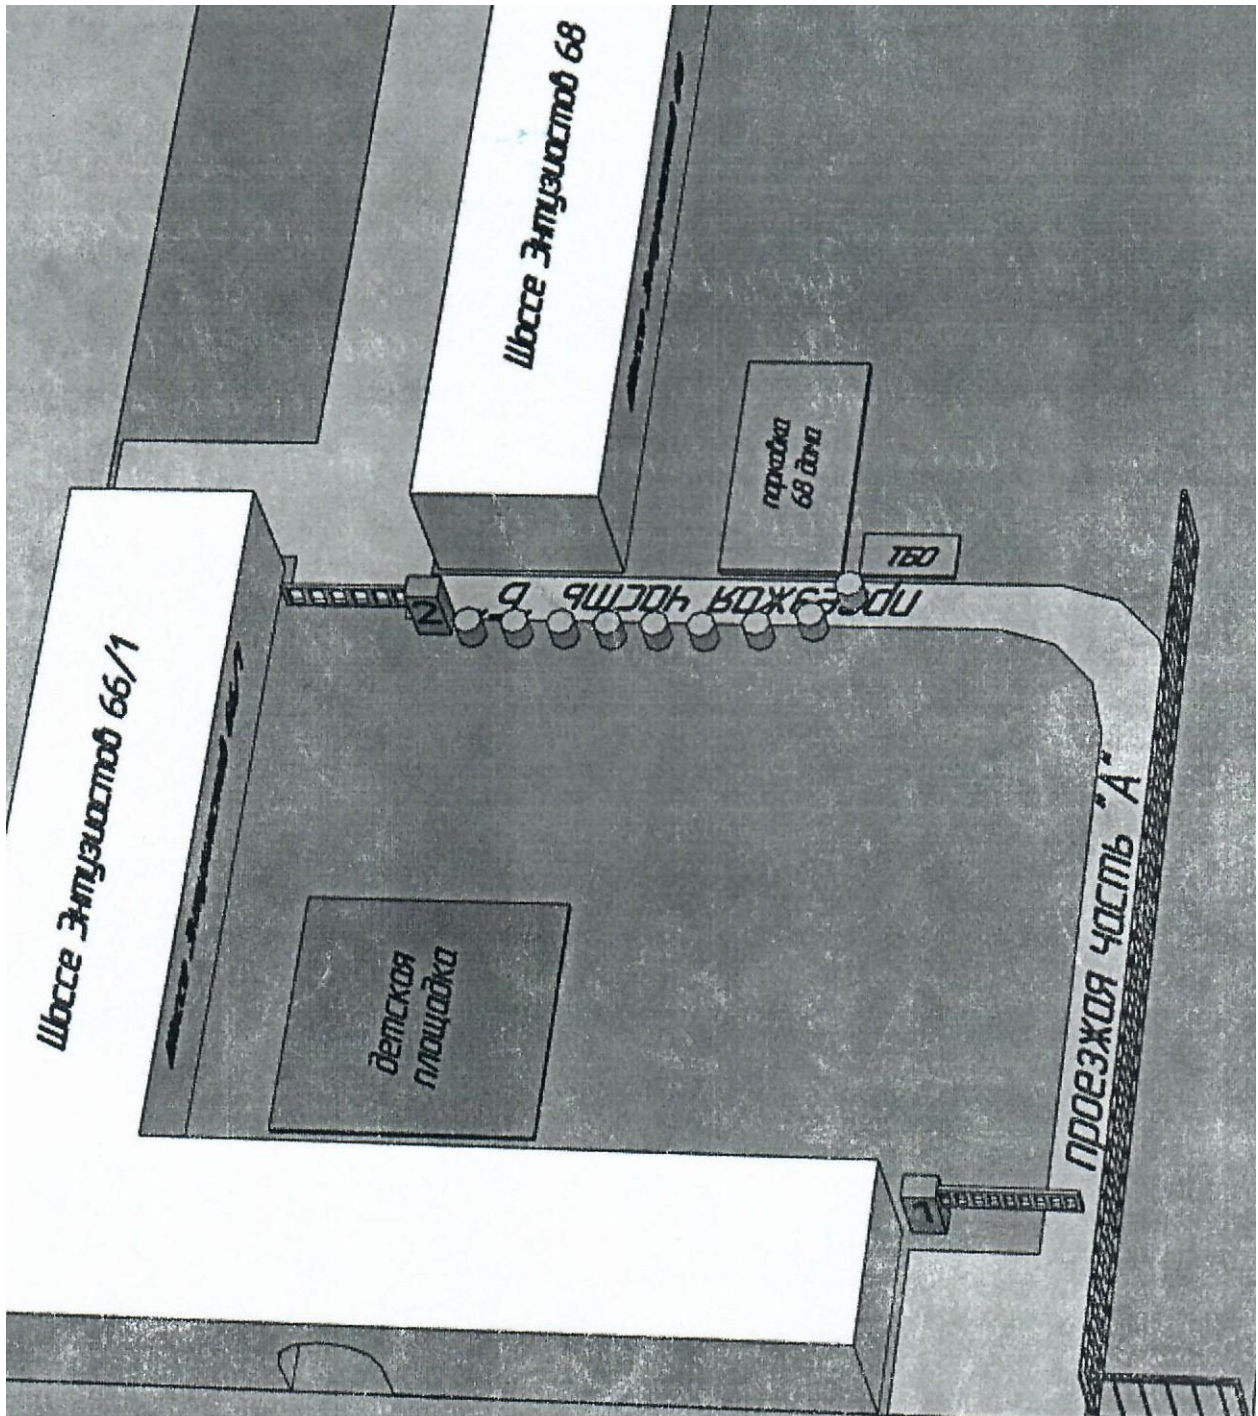 Шоссе Энтузиастов 68
парковка
68 дома
ТБО
проезжая часть "Б"
2
Шоссе Энтузиастов 66/1
детская
площадка
проезжая часть "А"
1